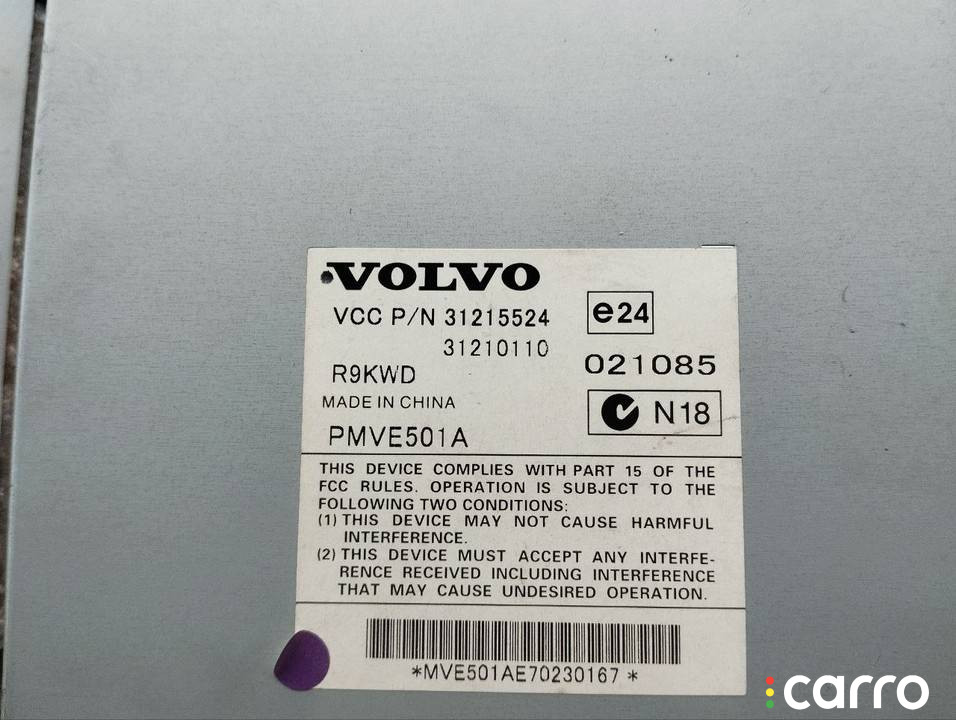 VOLVO
VCC P/N 31215524
31210110
R9KWD
MADE IN CHINA
PMVE501A
e24
021085
N18
THIS DEVICE COMPLIES WITH PART 15 OF THE
FCC RULES. OPERATION IS SUBJECT TO THE
FOLLOWING TWO CONDITIONS:
(1) THIS DEVICE MAY NOT CAUSE HARMFUL
INTERFERENCE.
(2) THIS DEVICE MUST ACCEPT ANY INTERFE-
RENCE RECEIVED INCLUDING INTERFERENCE
THAT MAY CAUSE UNDESIRED OPERATION.
*MVE501AE70230167*
carro